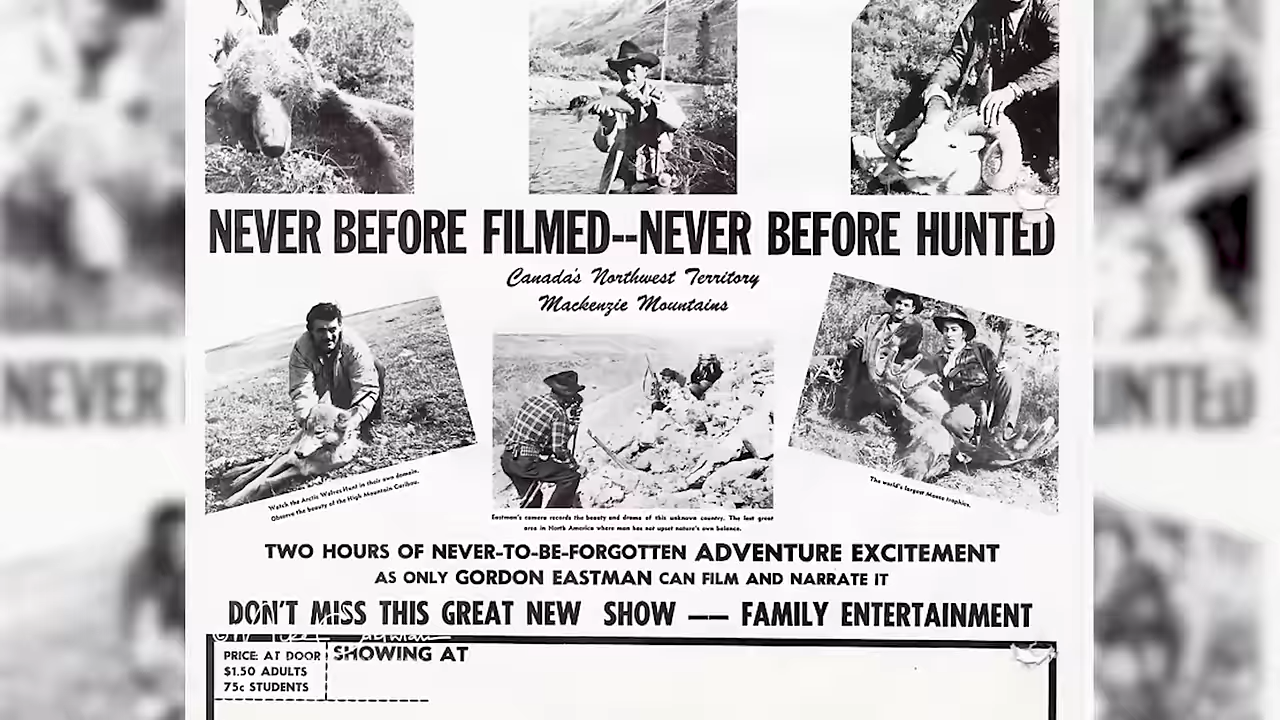 NEVER BEFORE FILMED--NEVER BEFORE HUNTED
Canada's Northwest Territory
Mackenzie Mountains
Watch the Arctic Wolves Hunt in their own domain.
Observe the beauty of the High Mountain Caribou.
Eastman's camera records the beauty and drama of this unknown country. The last great
area in North America where man has not upset nature's own balance.
The world's largest Moose trophies.
TWO HOURS OF NEVER-TO-BE-FORGOTTEN ADVENTURE EXCITEMENT
AS ONLY GORDON EASTMAN CAN FILM AND NARRATE IT
DON'T MISS THIS GREAT NEW SHOW -- FAMILY ENTERTAINMENT
PRICE: AT DOOR
$1.50 ADULTS
75c STUDENTS
SHOWING AT
NEVER
UNTED